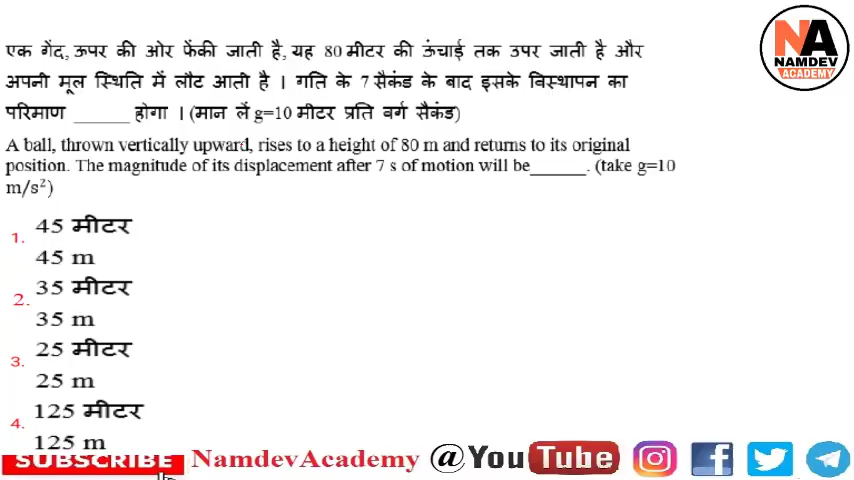 एक गेंद, ऊपर की ओर फेंकी जाती है, यह 80 मीटर की ऊंचाई तक उपर जाती है और
अपनी मूल स्थिति में लौट आती है । गति के 7 सैकंड के बाद इसके विस्थापन का
परिमाण ______ होगा । (मान लें g=10 मीटर प्रति वर्ग सैकंड)
A ball, thrown vertically upward, rises to a height of 80 m and returns to its original
position. The magnitude of its displacement after 7 s of motion will be______. (take g=10
m/s²)
1. 45 मीटर
45 m
2. 35 मीटर
35 m
3. 25 मीटर
25 m
4. 125 मीटर
125 m
NA
NAMDEV
ACADEMY
SUBSCRIBE NamdevAcademy @YouTube